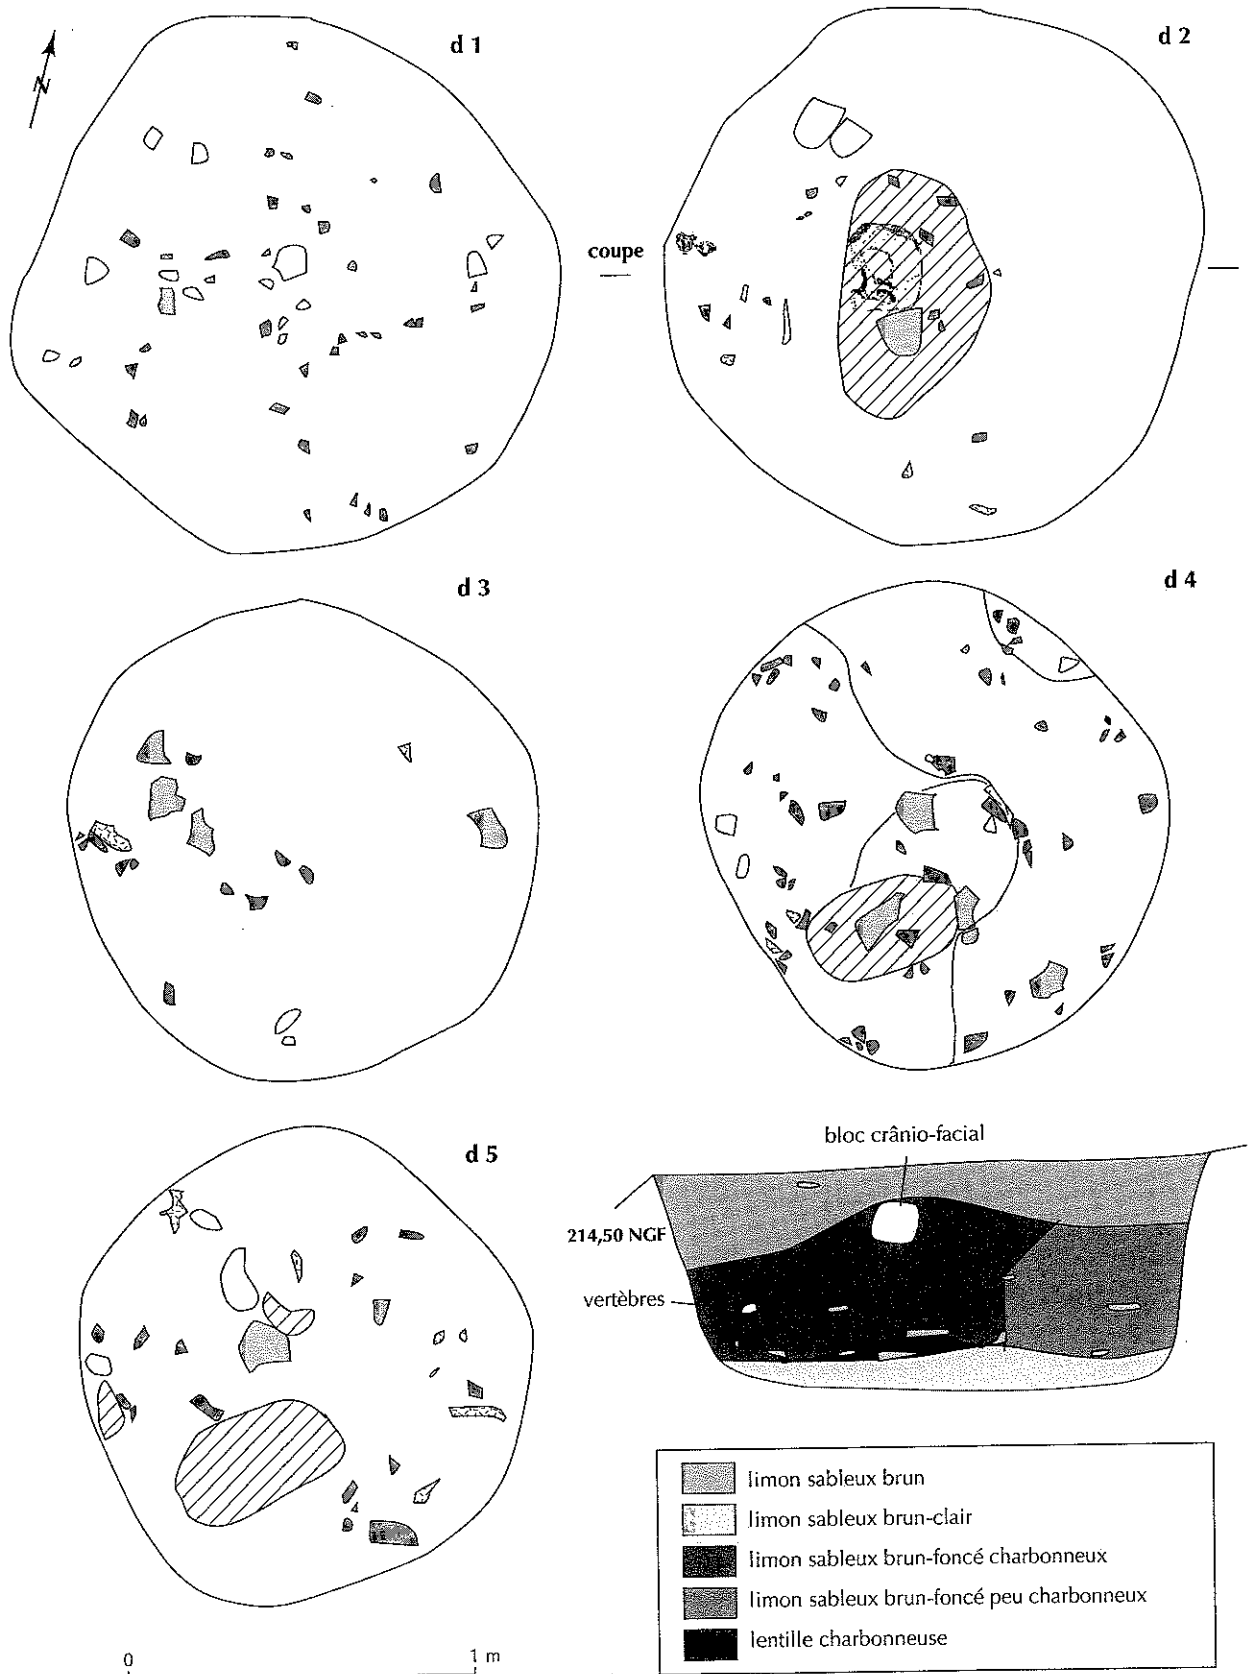 d 1
d 2
N
coupe
d 3
d 4
d 5
bloc crânio-facial
214,50 NGF
vertèbres
limon sableux brun
limon sableux brun-clair
limon sableux brun-foncé charbonneux
limon sableux brun-foncé peu charbonneux
lentille charbonneuse
0
1 m